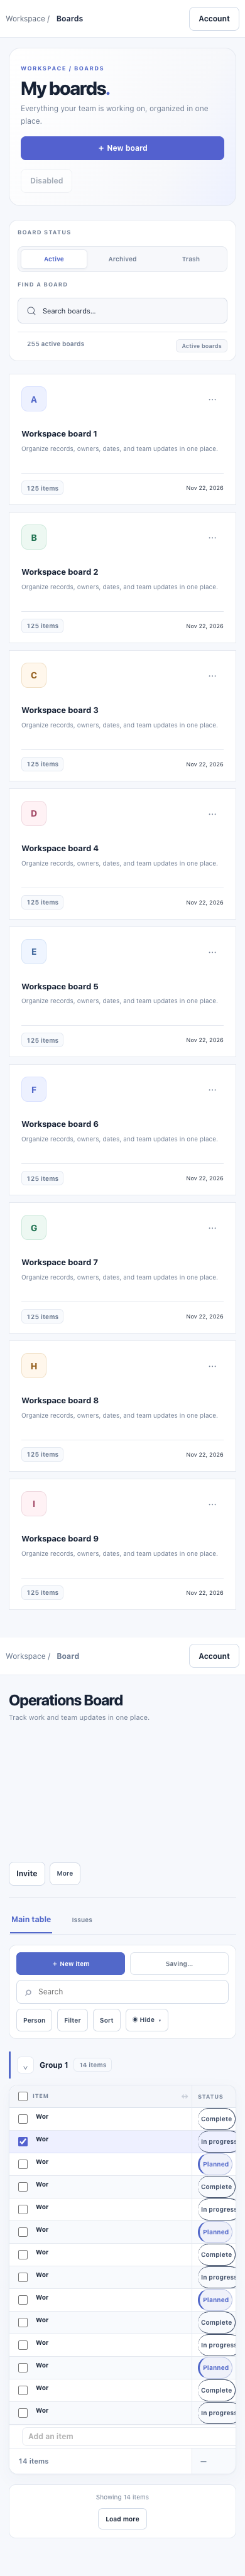 Workspace / Boards Account
WORKSPACE / BOARDS
My boards.
Everything your team is working on, organized in one
place.
+ New board
Disabled
BOARD STATUS
Active Archived Trash
FIND A BOARD
Search boards...
255 active boards Active boards
A ...
Workspace board 1
Organize records, owners, dates, and team updates in one place.
125 items Nov 22, 2026
B ...
Workspace board 2
Organize records, owners, dates, and team updates in one place.
125 items Nov 22, 2026
C ...
Workspace board 3
Organize records, owners, dates, and team updates in one place.
125 items Nov 22, 2026
D ...
Workspace board 4
Organize records, owners, dates, and team updates in one place.
125 items Nov 22, 2026
E ...
Workspace board 5
Organize records, owners, dates, and team updates in one place.
125 items Nov 22, 2026
F ...
Workspace board 6
Organize records, owners, dates, and team updates in one place.
125 items Nov 22, 2026
G ...
Workspace board 7
Organize records, owners, dates, and team updates in one place.
125 items Nov 22, 2026
H ...
Workspace board 8
Organize records, owners, dates, and team updates in one place.
125 items Nov 22, 2026
I ...
Workspace board 9
Organize records, owners, dates, and team updates in one place.
125 items Nov 22, 2026
Workspace / Board Account
Operations Board
Track work and team updates in one place.
Invite More
Main table Issues
+ New item Saving...
Search
Person Filter Sort Hide
Group 1 14 items
ITEM STATUS
Wor Complete
Wor In progress
Wor Planned
Wor Complete
Wor In progress
Wor Planned
Wor Complete
Wor In progress
Wor Planned
Wor Complete
Wor In progress
Wor Planned
Wor Complete
Wor In progress
Add an item
14 items —
Showing 14 items
Load more